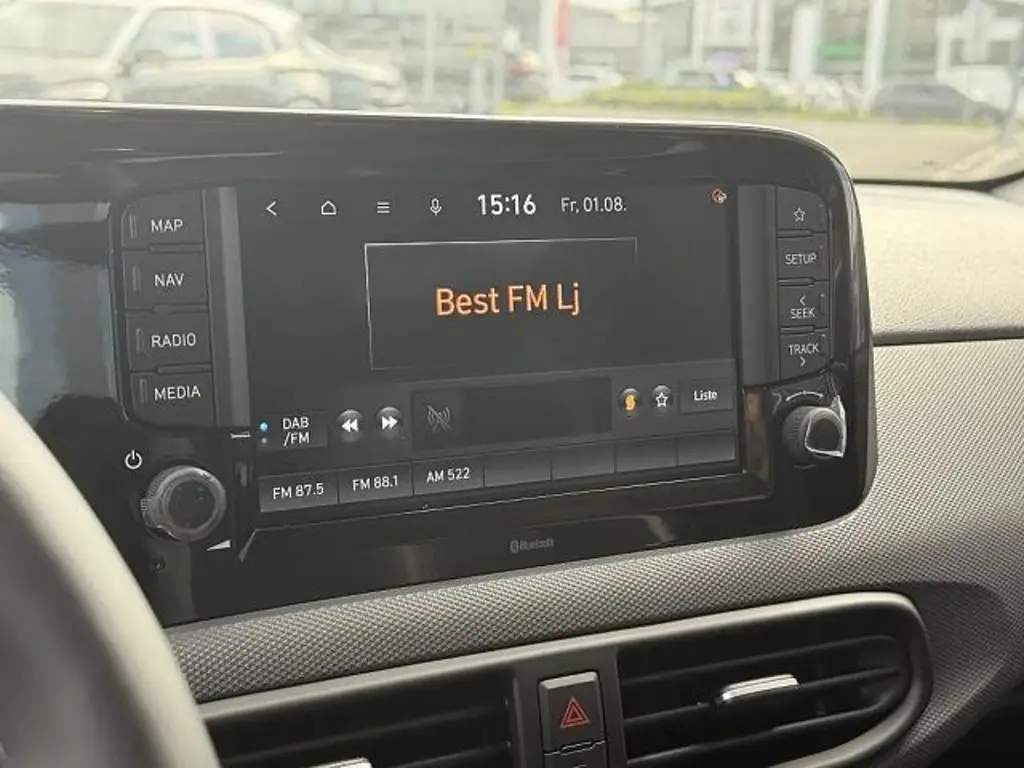 MAP
NAV
RADIO
MEDIA
15:16 Fr, 01.08.
Best FM Lj
DAB
/FM
Liste
FM 87.5 FM 88.1 AM 522
SETUP
SEEK
TRACK
Bluetooth